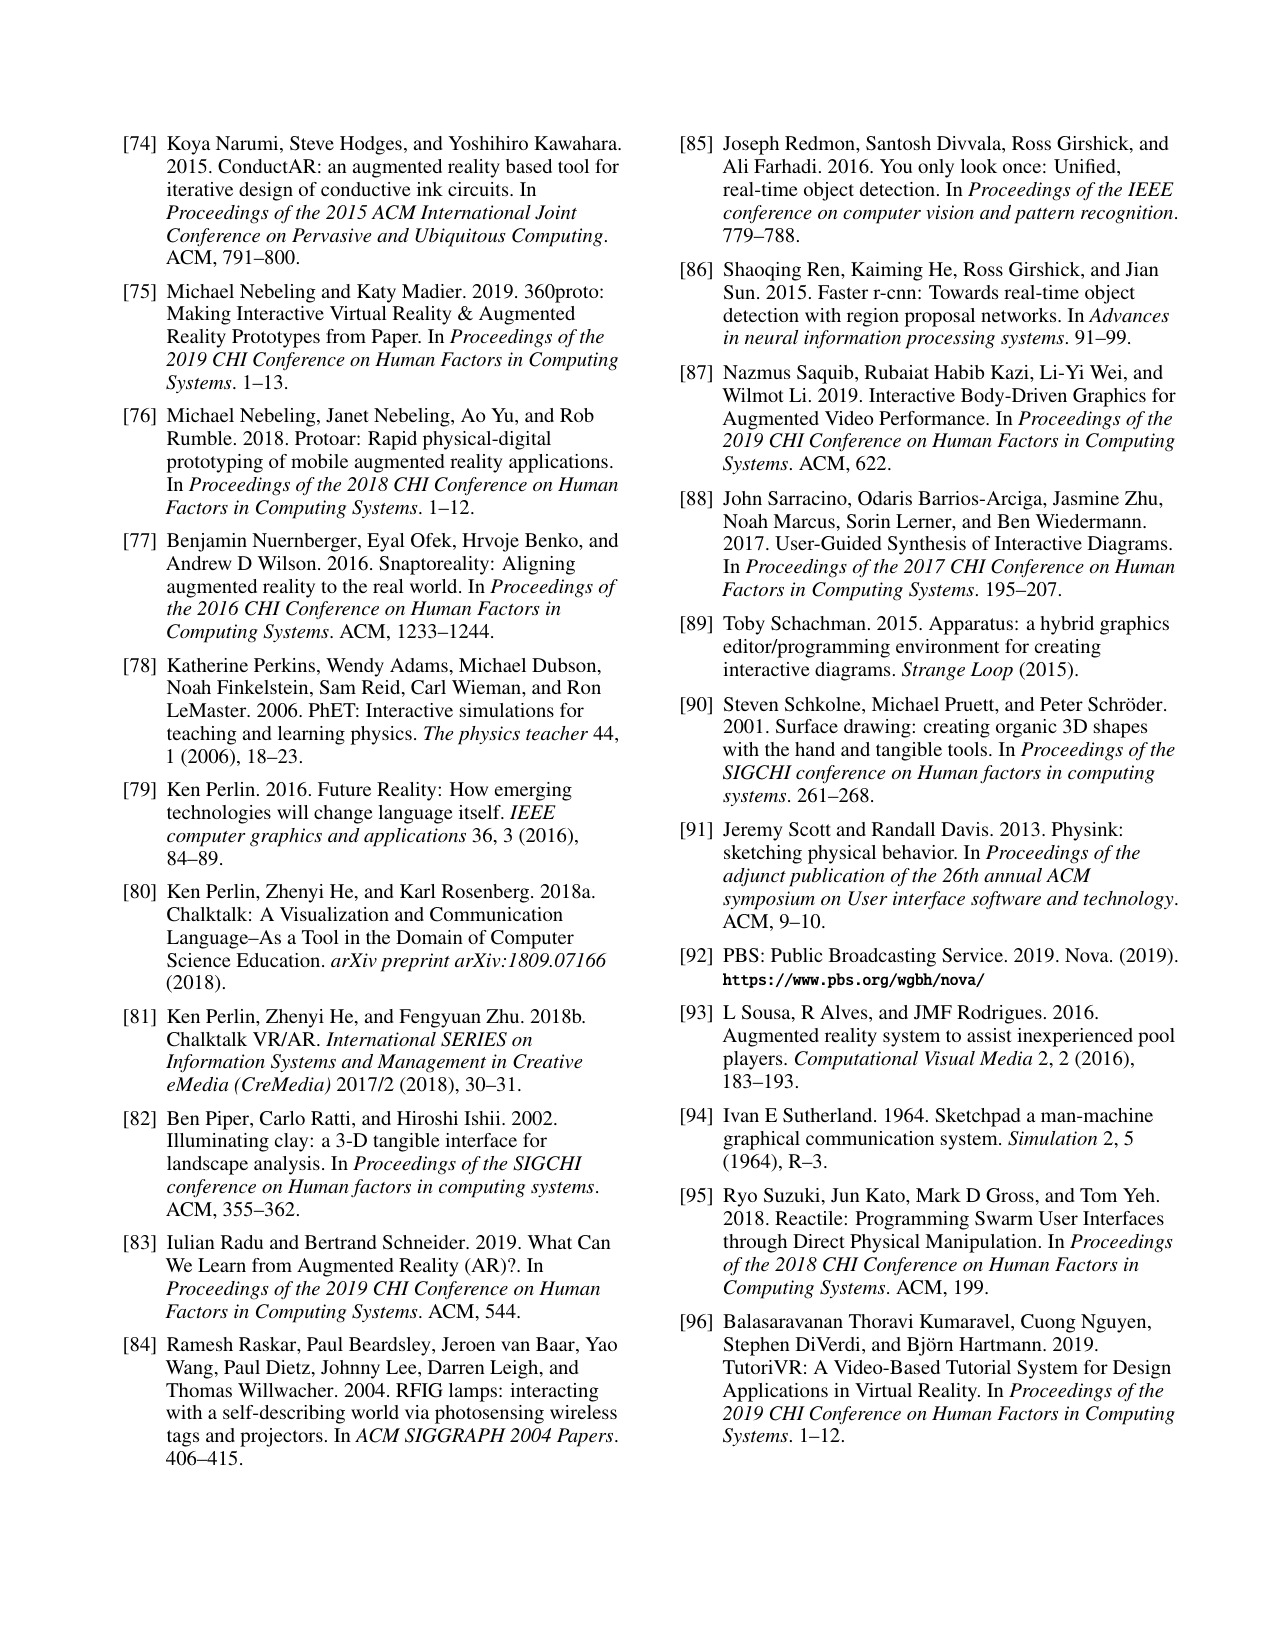 [74] Koya Narumi, Steve Hodges, and Yoshihiro Kawahara.
2015. ConductAR: an augmented reality based tool for
iterative design of conductive ink circuits. In
Proceedings of the 2015 ACM International Joint
Conference on Pervasive and Ubiquitous Computing.
ACM, 791–800.
[75] Michael Nebeling and Katy Madier. 2019. 360proto:
Making Interactive Virtual Reality & Augmented
Reality Prototypes from Paper. In Proceedings of the
2019 CHI Conference on Human Factors in Computing
Systems. 1–13.
[76] Michael Nebeling, Janet Nebeling, Ao Yu, and Rob
Rumble. 2018. Protoar: Rapid physical-digital
prototyping of mobile augmented reality applications.
In Proceedings of the 2018 CHI Conference on Human
Factors in Computing Systems. 1–12.
[77] Benjamin Nuernberger, Eyal Ofek, Hrvoje Benko, and
Andrew D Wilson. 2016. Snaptoreality: Aligning
augmented reality to the real world. In Proceedings of
the 2016 CHI Conference on Human Factors in
Computing Systems. ACM, 1233–1244.
[78] Katherine Perkins, Wendy Adams, Michael Dubson,
Noah Finkelstein, Sam Reid, Carl Wieman, and Ron
LeMaster. 2006. PhET: Interactive simulations for
teaching and learning physics. The physics teacher 44,
1 (2006), 18–23.
[79] Ken Perlin. 2016. Future Reality: How emerging
technologies will change language itself. IEEE
computer graphics and applications 36, 3 (2016),
84–89.
[80] Ken Perlin, Zhenyi He, and Karl Rosenberg. 2018a.
Chalktalk: A Visualization and Communication
Language–As a Tool in the Domain of Computer
Science Education. arXiv preprint arXiv:1809.07166
(2018).
[81] Ken Perlin, Zhenyi He, and Fengyuan Zhu. 2018b.
Chalktalk VR/AR. International SERIES on
Information Systems and Management in Creative
eMedia (CreMedia) 2017/2 (2018), 30–31.
[82] Ben Piper, Carlo Ratti, and Hiroshi Ishii. 2002.
Illuminating clay: a 3-D tangible interface for
landscape analysis. In Proceedings of the SIGCHI
conference on Human factors in computing systems.
ACM, 355–362.
[83] Iulian Radu and Bertrand Schneider. 2019. What Can
We Learn from Augmented Reality (AR)?. In
Proceedings of the 2019 CHI Conference on Human
Factors in Computing Systems. ACM, 544.
[84] Ramesh Raskar, Paul Beardsley, Jeroen van Baar, Yao
Wang, Paul Dietz, Johnny Lee, Darren Leigh, and
Thomas Willwacher. 2004. RFIG lamps: interacting
with a self-describing world via photosensing wireless
tags and projectors. In ACM SIGGRAPH 2004 Papers.
406–415.
[85] Joseph Redmon, Santosh Divvala, Ross Girshick, and
Ali Farhadi. 2016. You only look once: Unified,
real-time object detection. In Proceedings of the IEEE
conference on computer vision and pattern recognition.
779–788.
[86] Shaoqing Ren, Kaiming He, Ross Girshick, and Jian
Sun. 2015. Faster r-cnn: Towards real-time object
detection with region proposal networks. In Advances
in neural information processing systems. 91–99.
[87] Nazmus Saquib, Rubaiat Habib Kazi, Li-Yi Wei, and
Wilmot Li. 2019. Interactive Body-Driven Graphics for
Augmented Video Performance. In Proceedings of the
2019 CHI Conference on Human Factors in Computing
Systems. ACM, 622.
[88] John Sarracino, Odaris Barrios-Arciga, Jasmine Zhu,
Noah Marcus, Sorin Lerner, and Ben Wiedermann.
2017. User-Guided Synthesis of Interactive Diagrams.
In Proceedings of the 2017 CHI Conference on Human
Factors in Computing Systems. 195–207.
[89] Toby Schachman. 2015. Apparatus: a hybrid graphics
editor/programming environment for creating
interactive diagrams. Strange Loop (2015).
[90] Steven Schkolne, Michael Pruett, and Peter Schröder.
2001. Surface drawing: creating organic 3D shapes
with the hand and tangible tools. In Proceedings of the
SIGCHI conference on Human factors in computing
systems. 261–268.
[91] Jeremy Scott and Randall Davis. 2013. Physink:
sketching physical behavior. In Proceedings of the
adjunct publication of the 26th annual ACM
symposium on User interface software and technology.
ACM, 9–10.
[92] PBS: Public Broadcasting Service. 2019. Nova. (2019).
https://www.pbs.org/wgbh/nova/
[93] L Sousa, R Alves, and JMF Rodrigues. 2016.
Augmented reality system to assist inexperienced pool
players. Computational Visual Media 2, 2 (2016),
183–193.
[94] Ivan E Sutherland. 1964. Sketchpad a man-machine
graphical communication system. Simulation 2, 5
(1964), R–3.
[95] Ryo Suzuki, Jun Kato, Mark D Gross, and Tom Yeh.
2018. Reactile: Programming Swarm User Interfaces
through Direct Physical Manipulation. In Proceedings
of the 2018 CHI Conference on Human Factors in
Computing Systems. ACM, 199.
[96] Balasaravanan Thoravi Kumaravel, Cuong Nguyen,
Stephen DiVerdi, and Björn Hartmann. 2019.
TutoriVR: A Video-Based Tutorial System for Design
Applications in Virtual Reality. In Proceedings of the
2019 CHI Conference on Human Factors in Computing
Systems. 1–12.